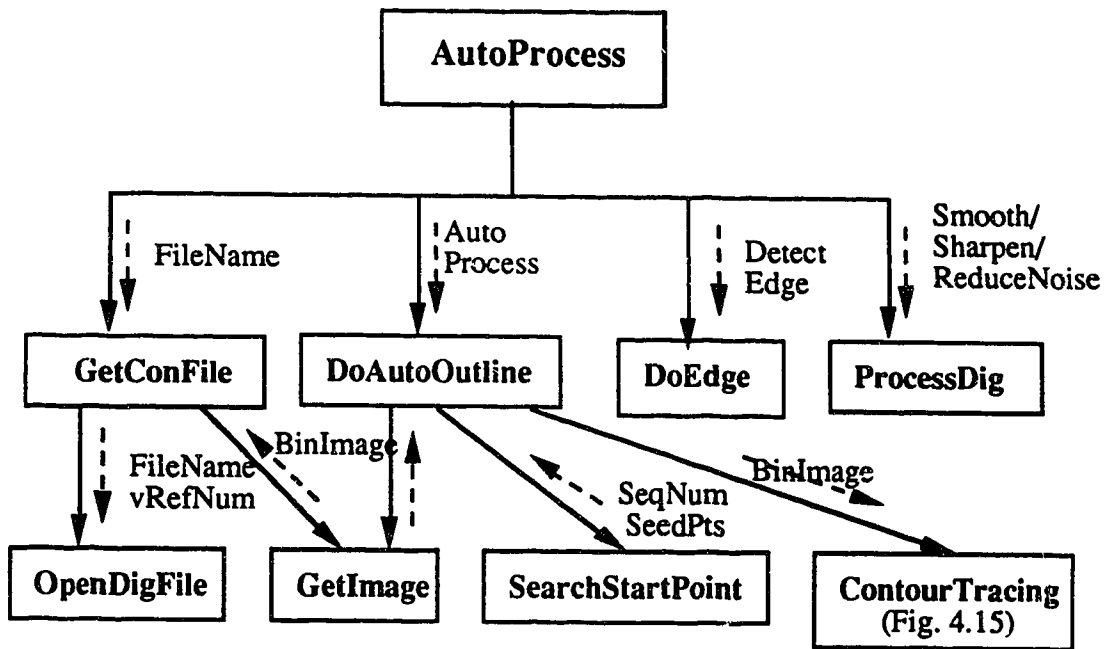 AutoProcess
FileName
Auto
Process
Detect
Edge
Smooth/
Sharpen/
ReduceNoise
GetConFile
DoAutoOutline
DoEdge
ProcessDig
FileName
vRefNum
BinImage
SeqNum
SeedPts
BinImage
OpenDigFile
GetImage
SearchStartPoint
ContourTracing
(Fig. 4.15)